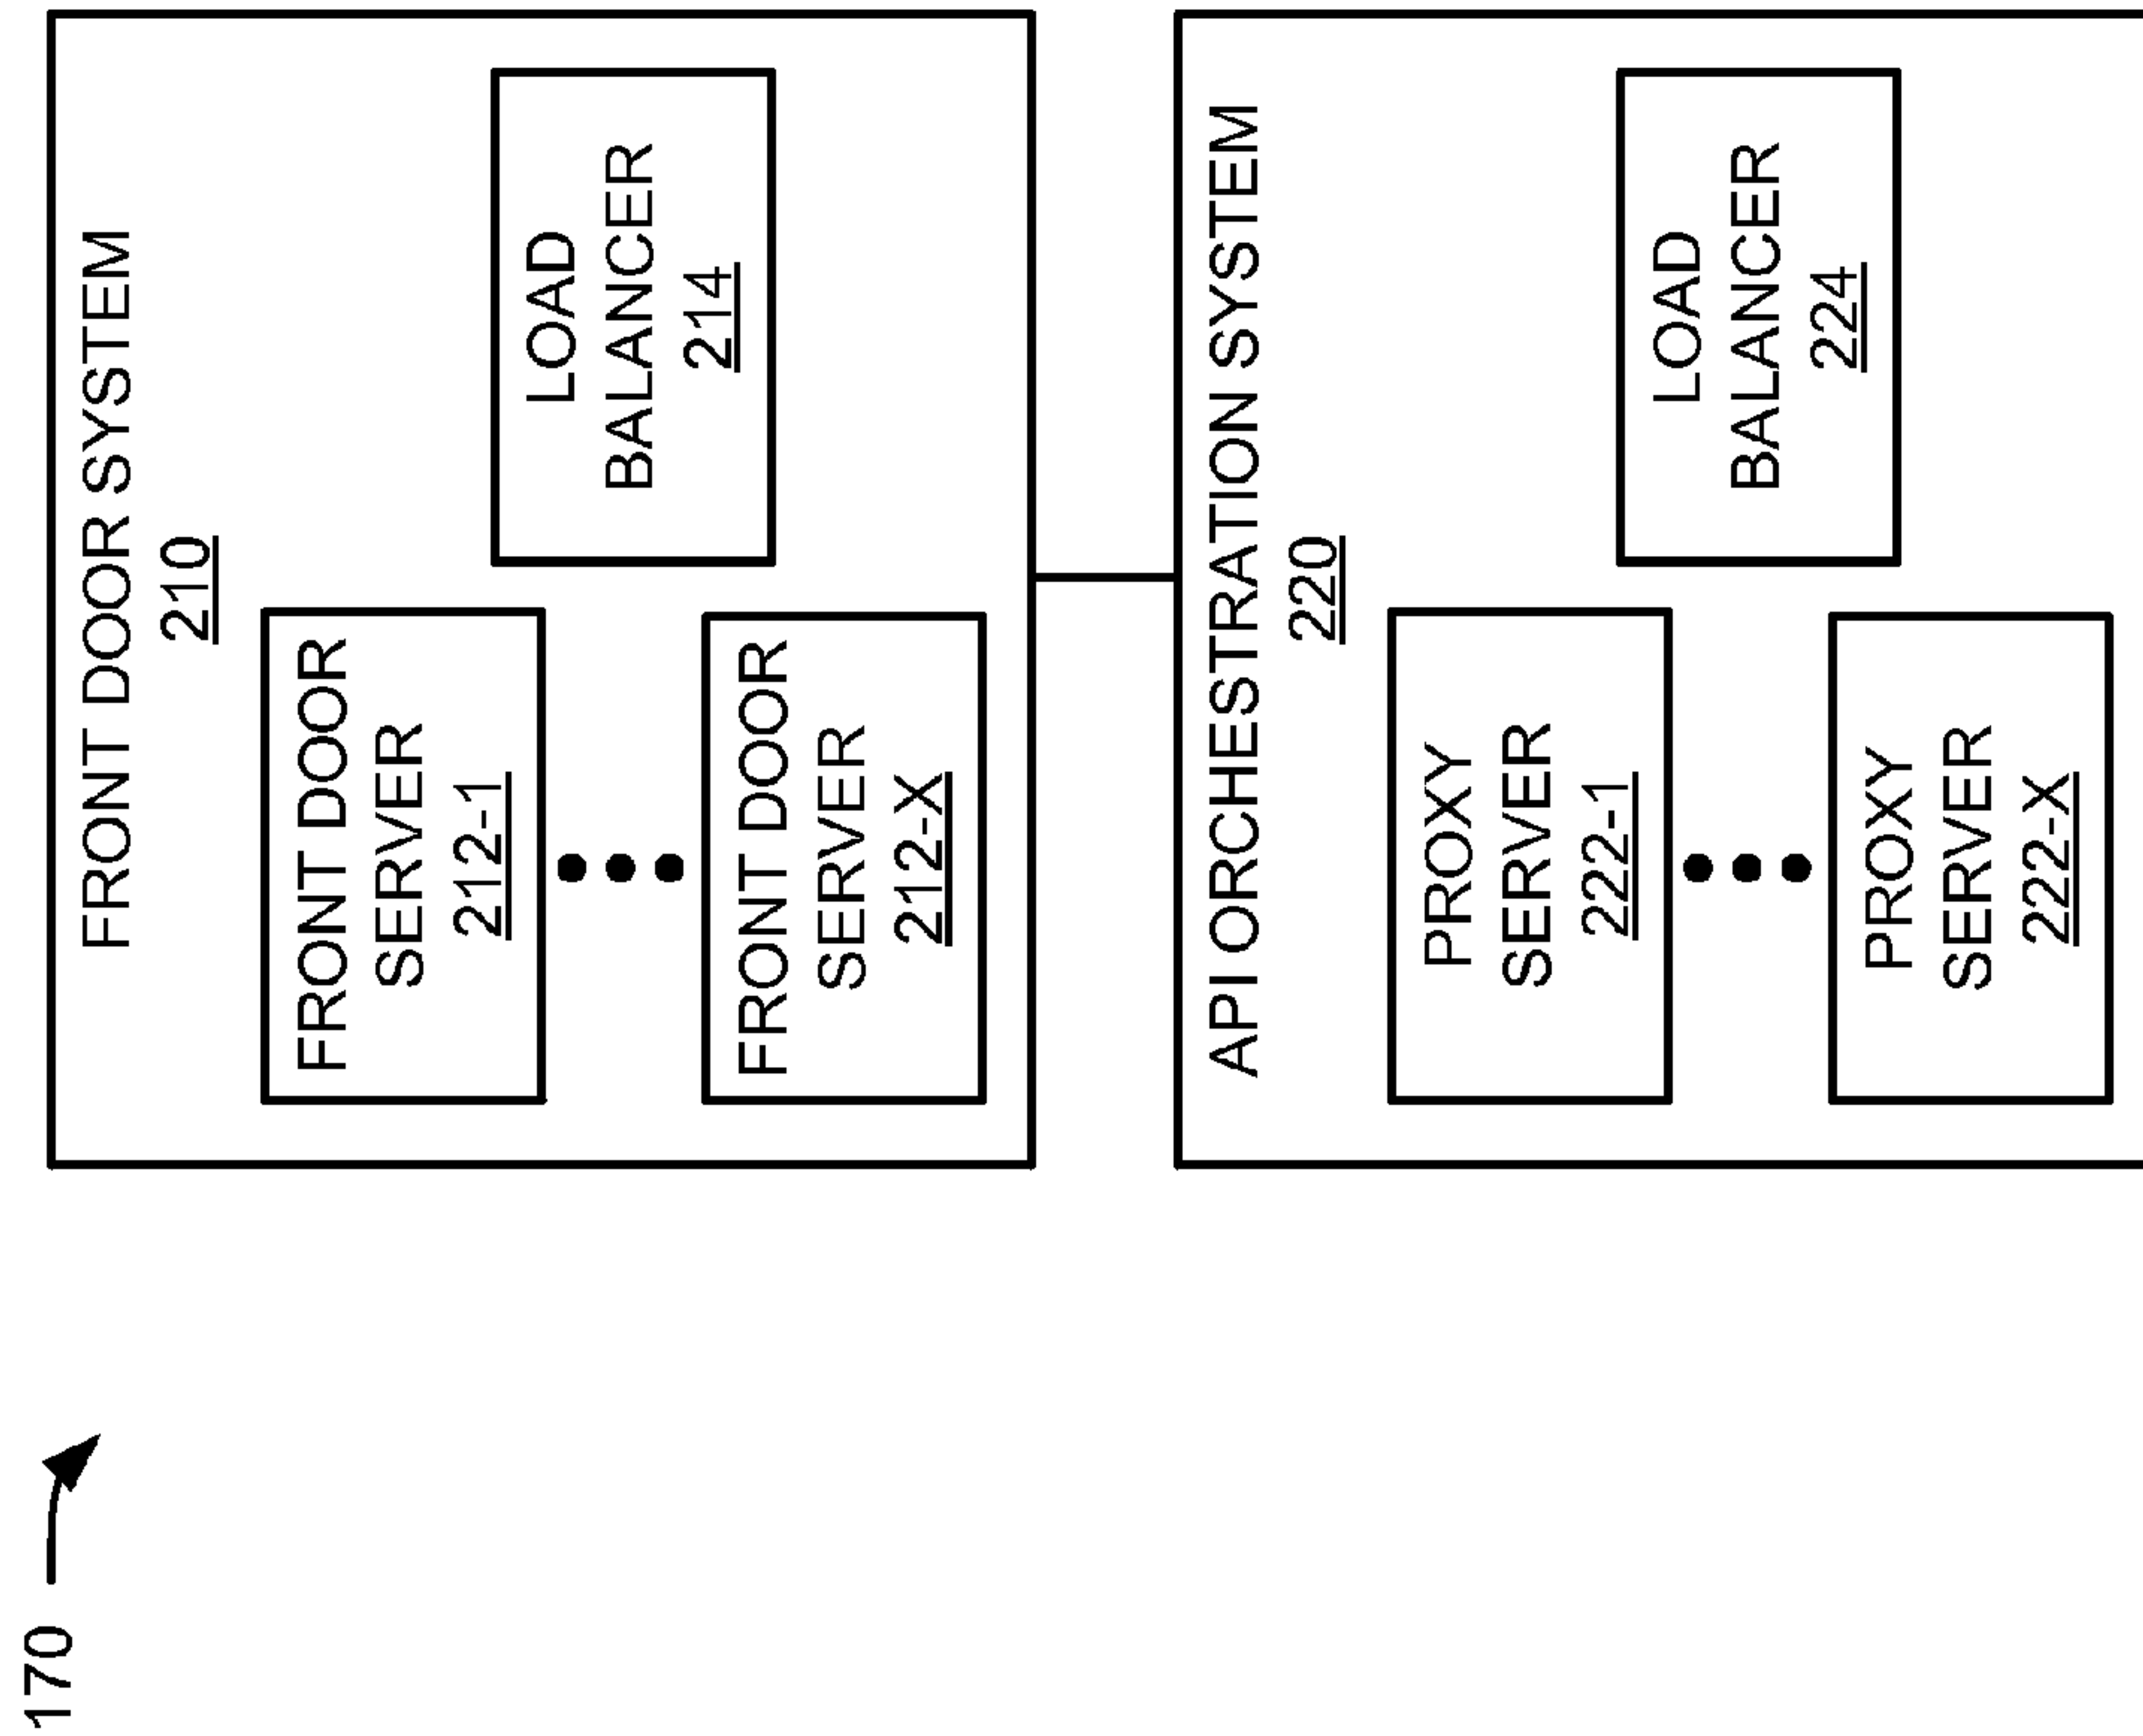 170
FRONT DOOR SYSTEM
210
FRONT DOOR
SERVER
212-1
FRONT DOOR
SERVER
212-X
LOAD
BALANCER
214
API ORCHESTRATION SYSTEM
220
PROXY
SERVER
222-1
PROXY
SERVER
222-X
LOAD
BALANCER
224